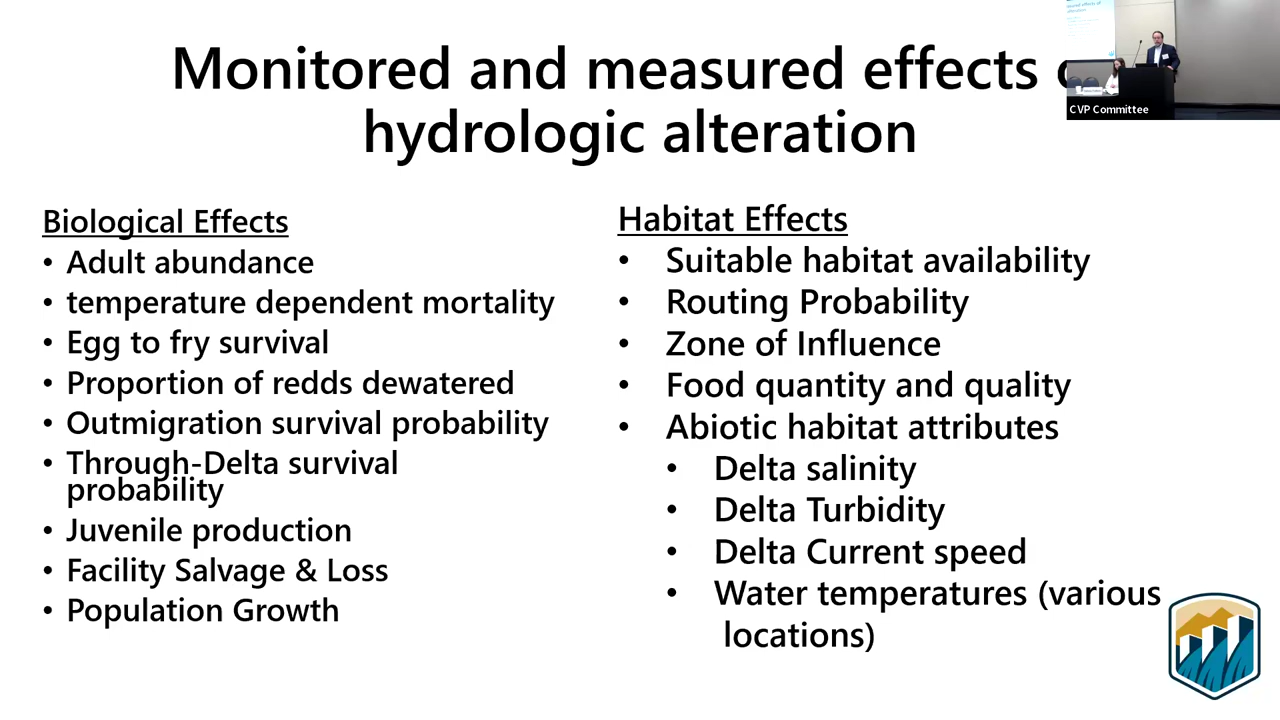 Monitored and measured effects
hydrologic alteration
CVP Committee
Biological Effects
• Adult abundance
• temperature dependent mortality
• Egg to fry survival
• Proportion of redds dewatered
• Outmigration survival probability
• Through-Delta survival
probability
• Juvenile production
• Facility Salvage & Loss
• Population Growth
Habitat Effects
• Suitable habitat availability
• Routing Probability
• Zone of Influence
• Food quantity and quality
• Abiotic habitat attributes
• Delta salinity
• Delta Turbidity
• Delta Current speed
• Water temperatures (various
locations)